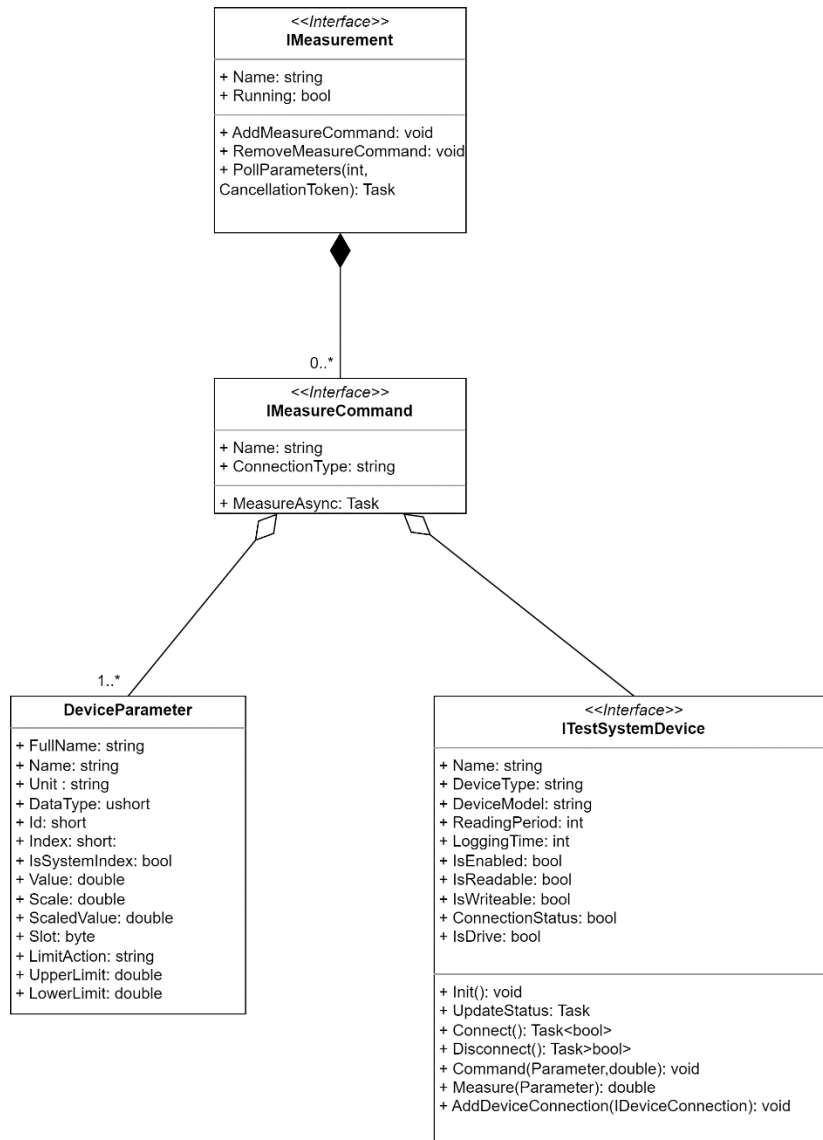 <<Interface>>
IMeasurement
+ Name: string
+ Running: bool
+ AddMeasureCommand: void
+ RemoveMeasureCommand: void
+ PollParameters(int,
CancellationToken): Task
0..*
<<Interface>>
IMeasureCommand
+ Name: string
+ ConnectionType: string
+ MeasureAsync: Task
1..*
DeviceParameter
+ FullName: string
+ Name: string
+ Unit : string
+ DataType: ushort
+ Id: short
+ Index: short:
+ IsSystemIndex: bool
+ Value: double
+ Scale: double
+ ScaledValue: double
+ Slot: byte
+ LimitAction: string
+ UpperLimit: double
+ LowerLimit: double
<<Interface>>
ITestSystemDevice
+ Name: string
+ DeviceType: string
+ DeviceModel: string
+ ReadingPeriod: int
+ LoggingTime: int
+ IsEnabled: bool
+ IsReadable: bool
+ IsWriteable: bool
+ ConnectionStatus: bool
+ IsDrive: bool
+ Init(): void
+ UpdateStatus: Task
+ Connect(): Task<bool>
+ Disconnect(): Task>bool>
+ Command(Parameter,double): void
+ Measure(Parameter): double
+ AddDeviceConnection(IDeviceConnection): void